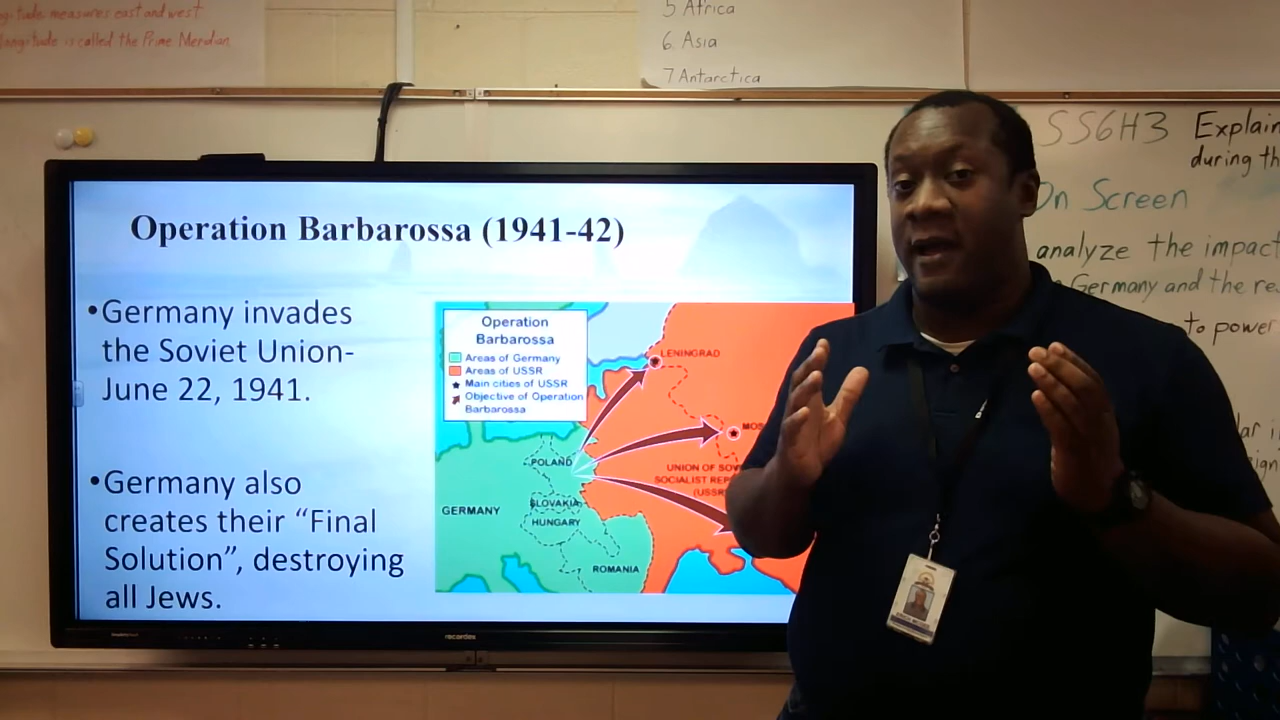 gitude measures east and west
longitude is called the Prime Meridian
5 Africa
6. Asia
7 Antarctica
SS6H3 Explain
during th
On Screen
analyze the impact
Germany and the re
to power
Operation Barbarossa (1941-42)
•Germany invades
the Soviet Union-
June 22, 1941.
•Germany also
creates their “Final
Solution”, destroying
all Jews.
Operation
Barbarossa
Areas of Germany
Areas of USSR
Main cities of USSR
Objective of Operation
Barbarossa
LENINGRAD
MOS
POLAND
UNION OF SOV
SOCIALIST REP
(USSR
SLOVAKIA
GERMANY
HUNGARY
ROMANIA
recordex